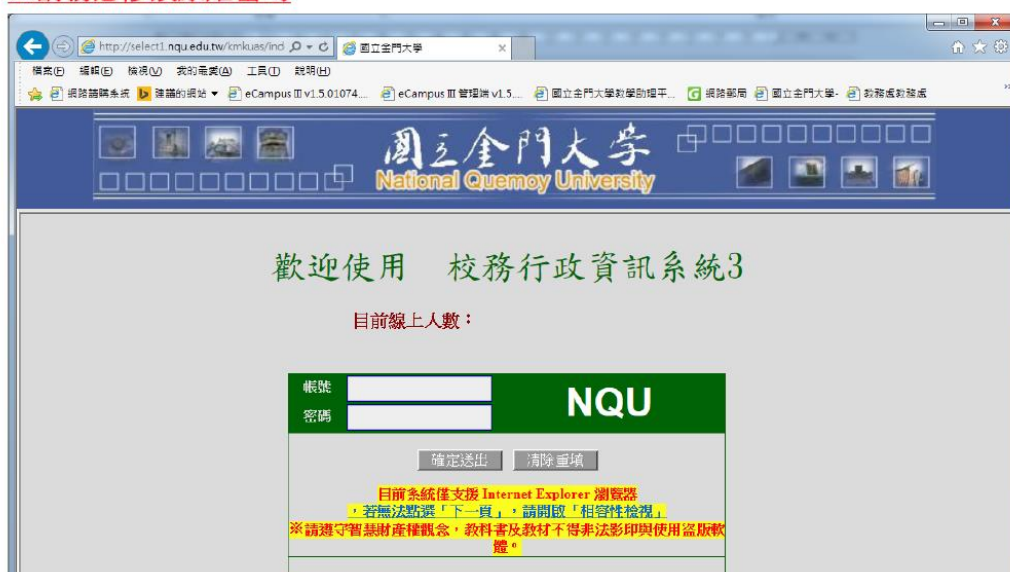 http://select1.nqu.edu.tw/kmkuas/ind
國立金門大學
檔案(F) 編輯(E) 檢視(V) 我的最愛(A) 工具(T) 說明(H)
建議的網站 eCampus III v1.5.01074.... eCampus III 管理端 v1.5.... 國立金門大學教學助理平... 網路郵局 國立金門大學- 教務處教務處
國立金門大学
National Quemoy University
歡迎使用 校務行政資訊系統3
目前線上人數：
帳號
密碼
NQU
確定送出 清除重填
目前系統僅支援 Internet Explorer 瀏覽器
，若無法點選「下一頁」，請開啟「相容性檢視」
※請遵守智慧財產權觀念，教科書及教材不得非法影印與使用盜版軟
體。